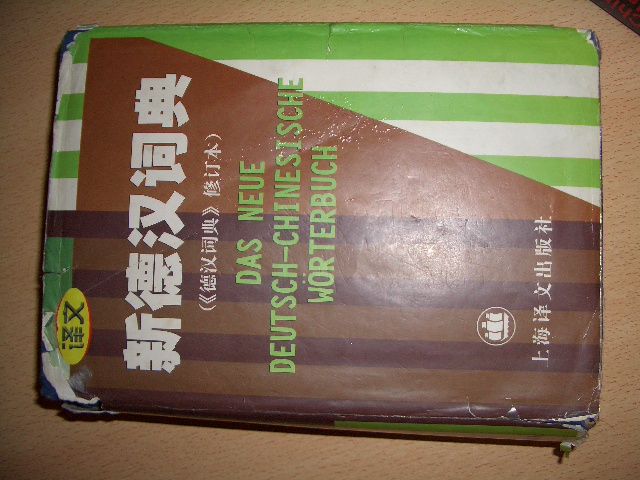 译文
新德汉词典
(《德汉词典》修订本)
DAS NEUE
DEUTSCH-CHINESISCHE
WÖRTERBUCH
上海译文出版社